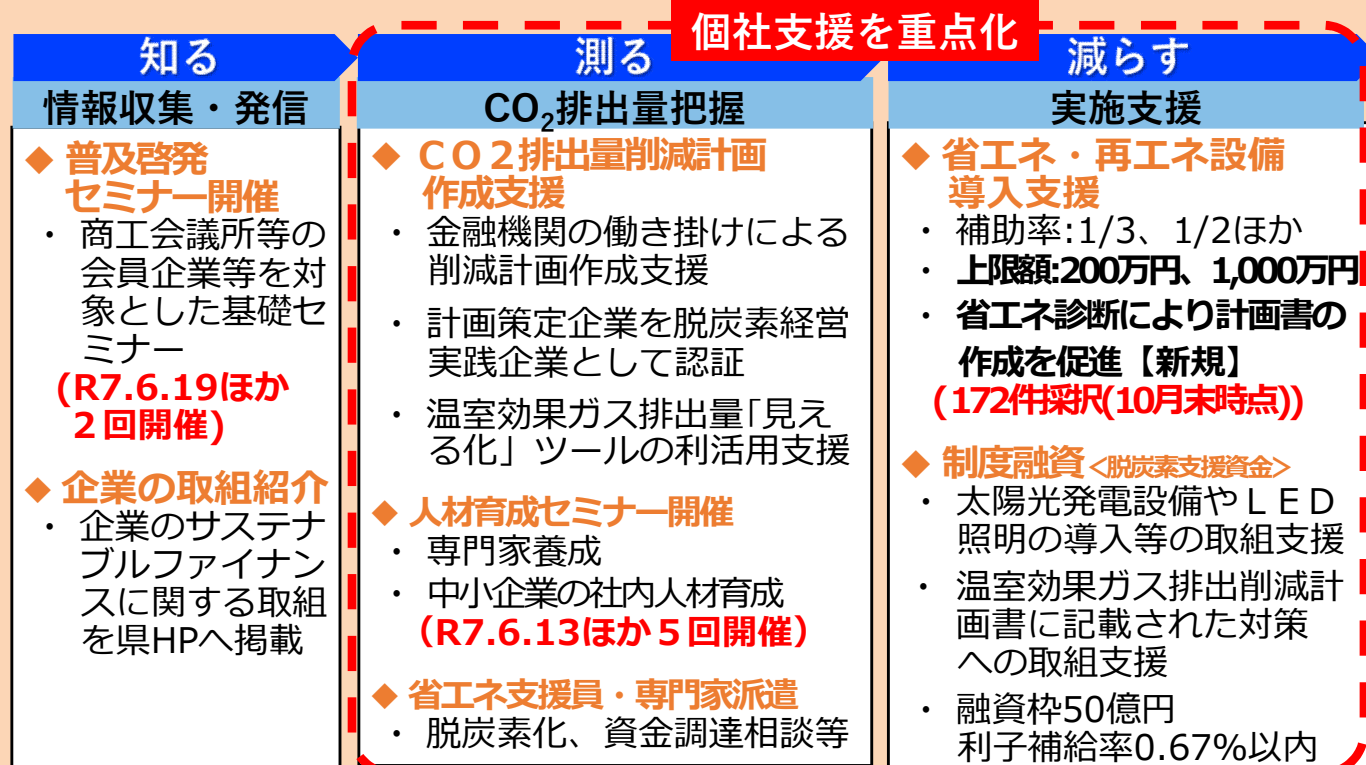 個社支援を重点化
知る
情報収集・発信
◆ 普及啓発
セミナー開催
・ 商工会議所等の
会員企業等を対
象とした基礎セ
ミナー
(R7.6.19ほか
２回開催)
◆ 企業の取組紹介
・ 企業のサステナ
ブルファイナン
スに関する取組
を県HPへ掲載
測る
CO₂排出量把握
◆ ＣＯ２排出量削減計画
作成支援
・ 金融機関の働き掛けによる
削減計画作成支援
・ 計画策定企業を脱炭素経営
実践企業として認証
・ 温室効果ガス排出量「見え
る化」ツールの利活用支援
◆ 人材育成セミナー開催
・ 専門家養成
・ 中小企業の社内人材育成
（R7.6.13ほか５回開催）
◆ 省エネ支援員・専門家派遣
・ 脱炭素化、資金調達相談等
減らす
実施支援
◆ 省エネ・再エネ設備
導入支援
・ 補助率:1/3、1/2ほか
・ 上限額:200万円、1,000万円
・ 省エネ診断により計画書の
作成を促進【新規】
(172件採択(10月末時点))
◆ 制度融資<脱炭素支援資金>
・ 太陽光発電設備やＬＥＤ
照明の導入等の取組支援
・ 温室効果ガス排出削減計
画書に記載された対策
への取組支援
・ 融資枠50億円
利子補給率0.67%以内